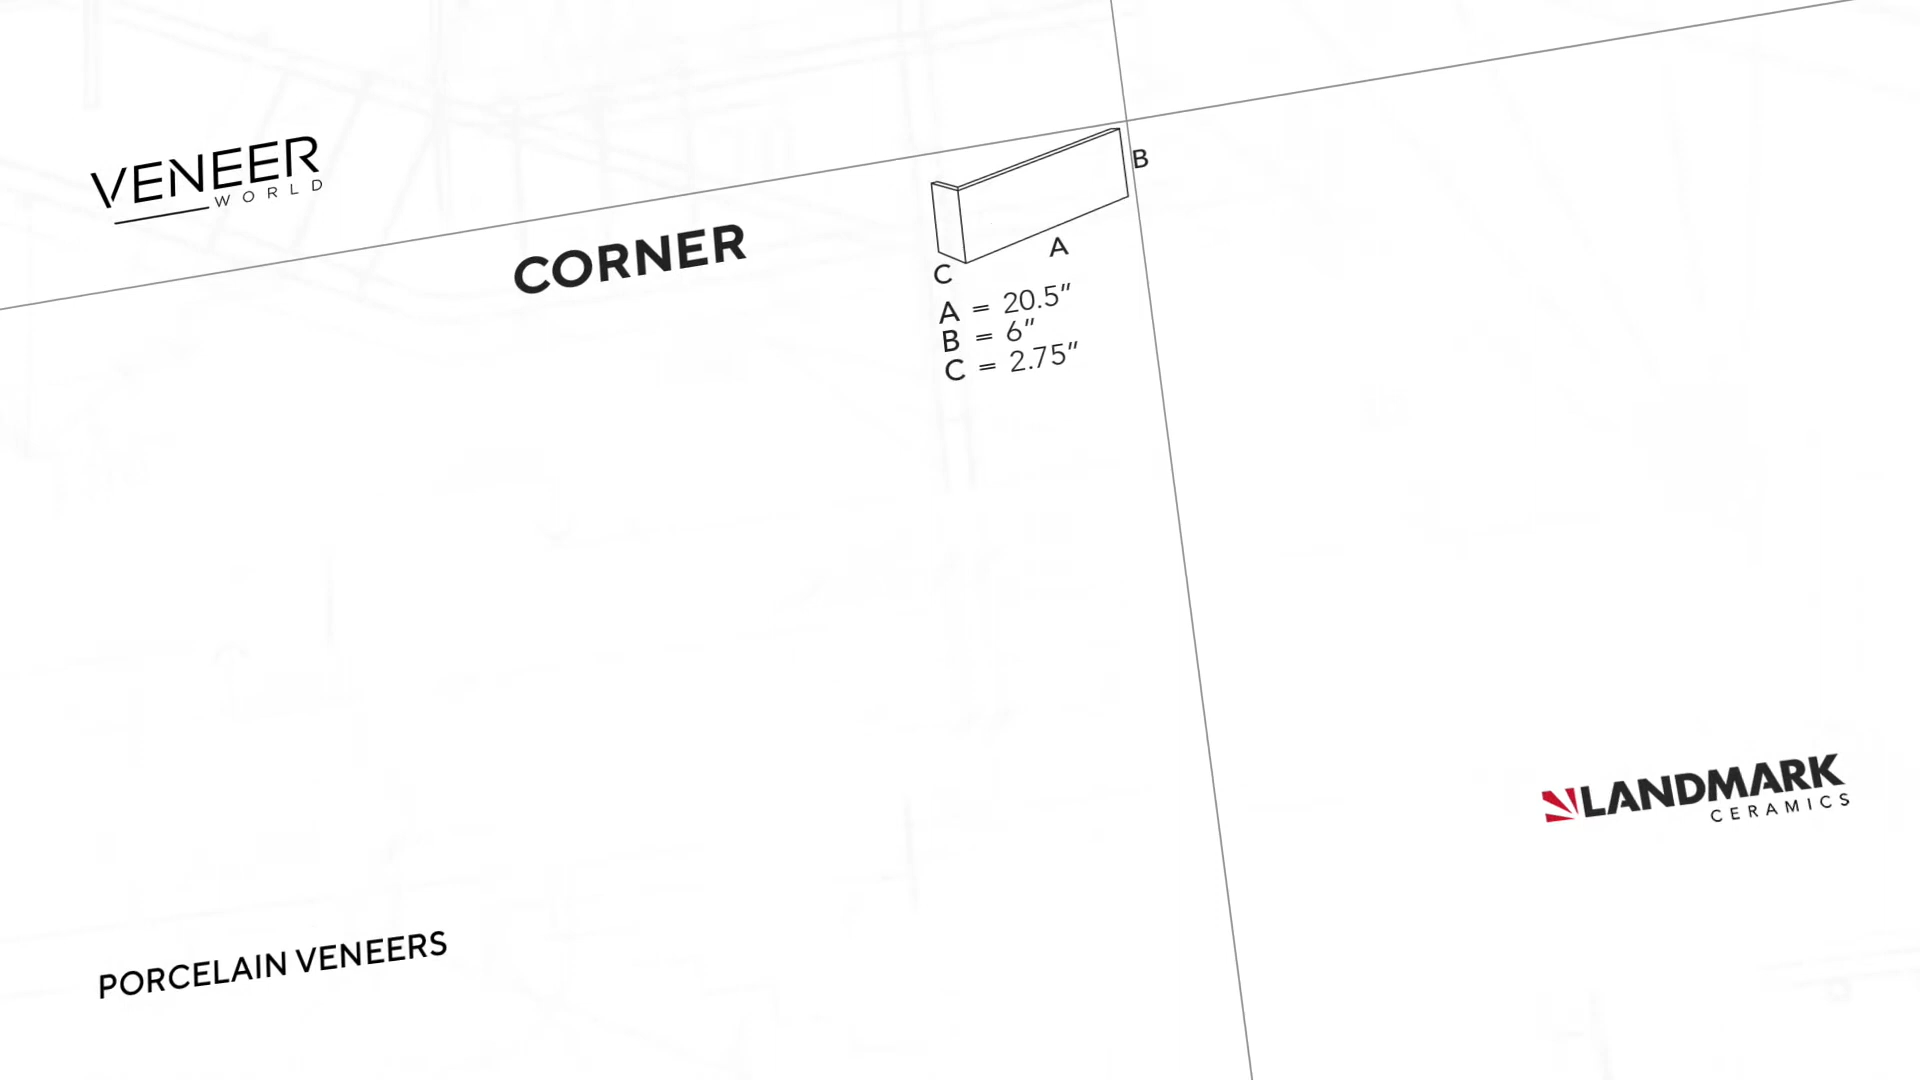 VENEER
WORLD
CORNER
B
A
C
A = 20.5"
B = 6"
C = 2.75"
LANDMARK
CERAMICS
PORCELAIN VENEERS